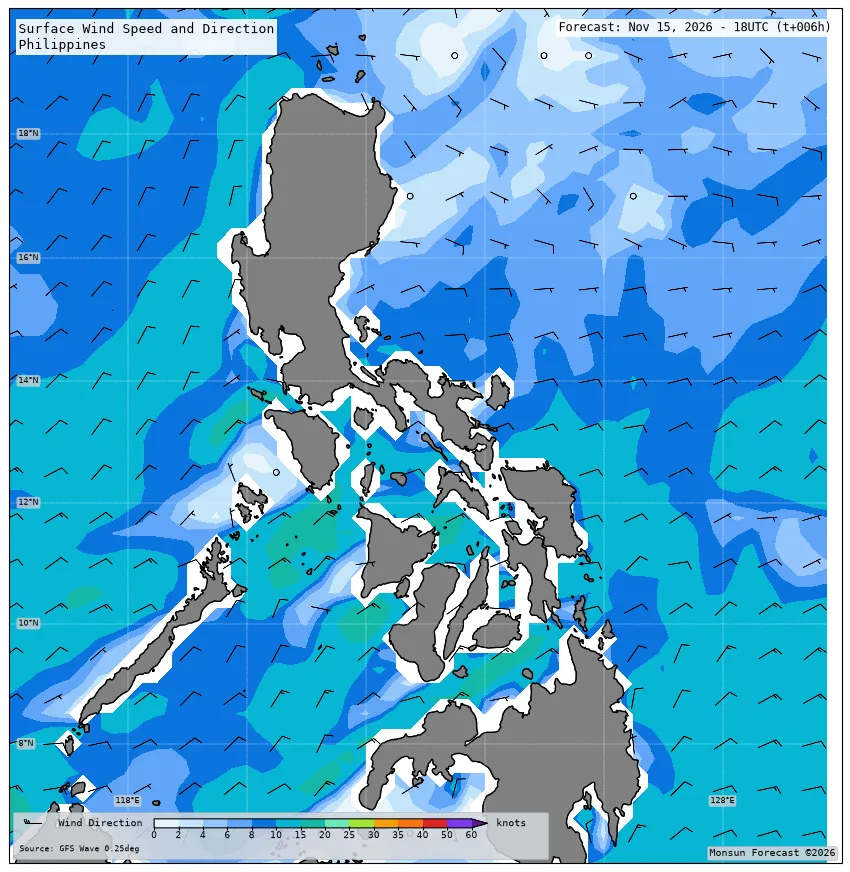 Surface Wind Speed and Direction
Philippines
Forecast: Nov 15, 2026 - 18UTC (t+006h)
18°N
16°N
14°N
12°N
10°N
8°N
118°E
128°E
Wind Direction
0 2 4 6 8 10 15 20 25 30 35 40 50 60
knots
Source: GFS Wave 0.25deg
Monsun Forecast ©2026